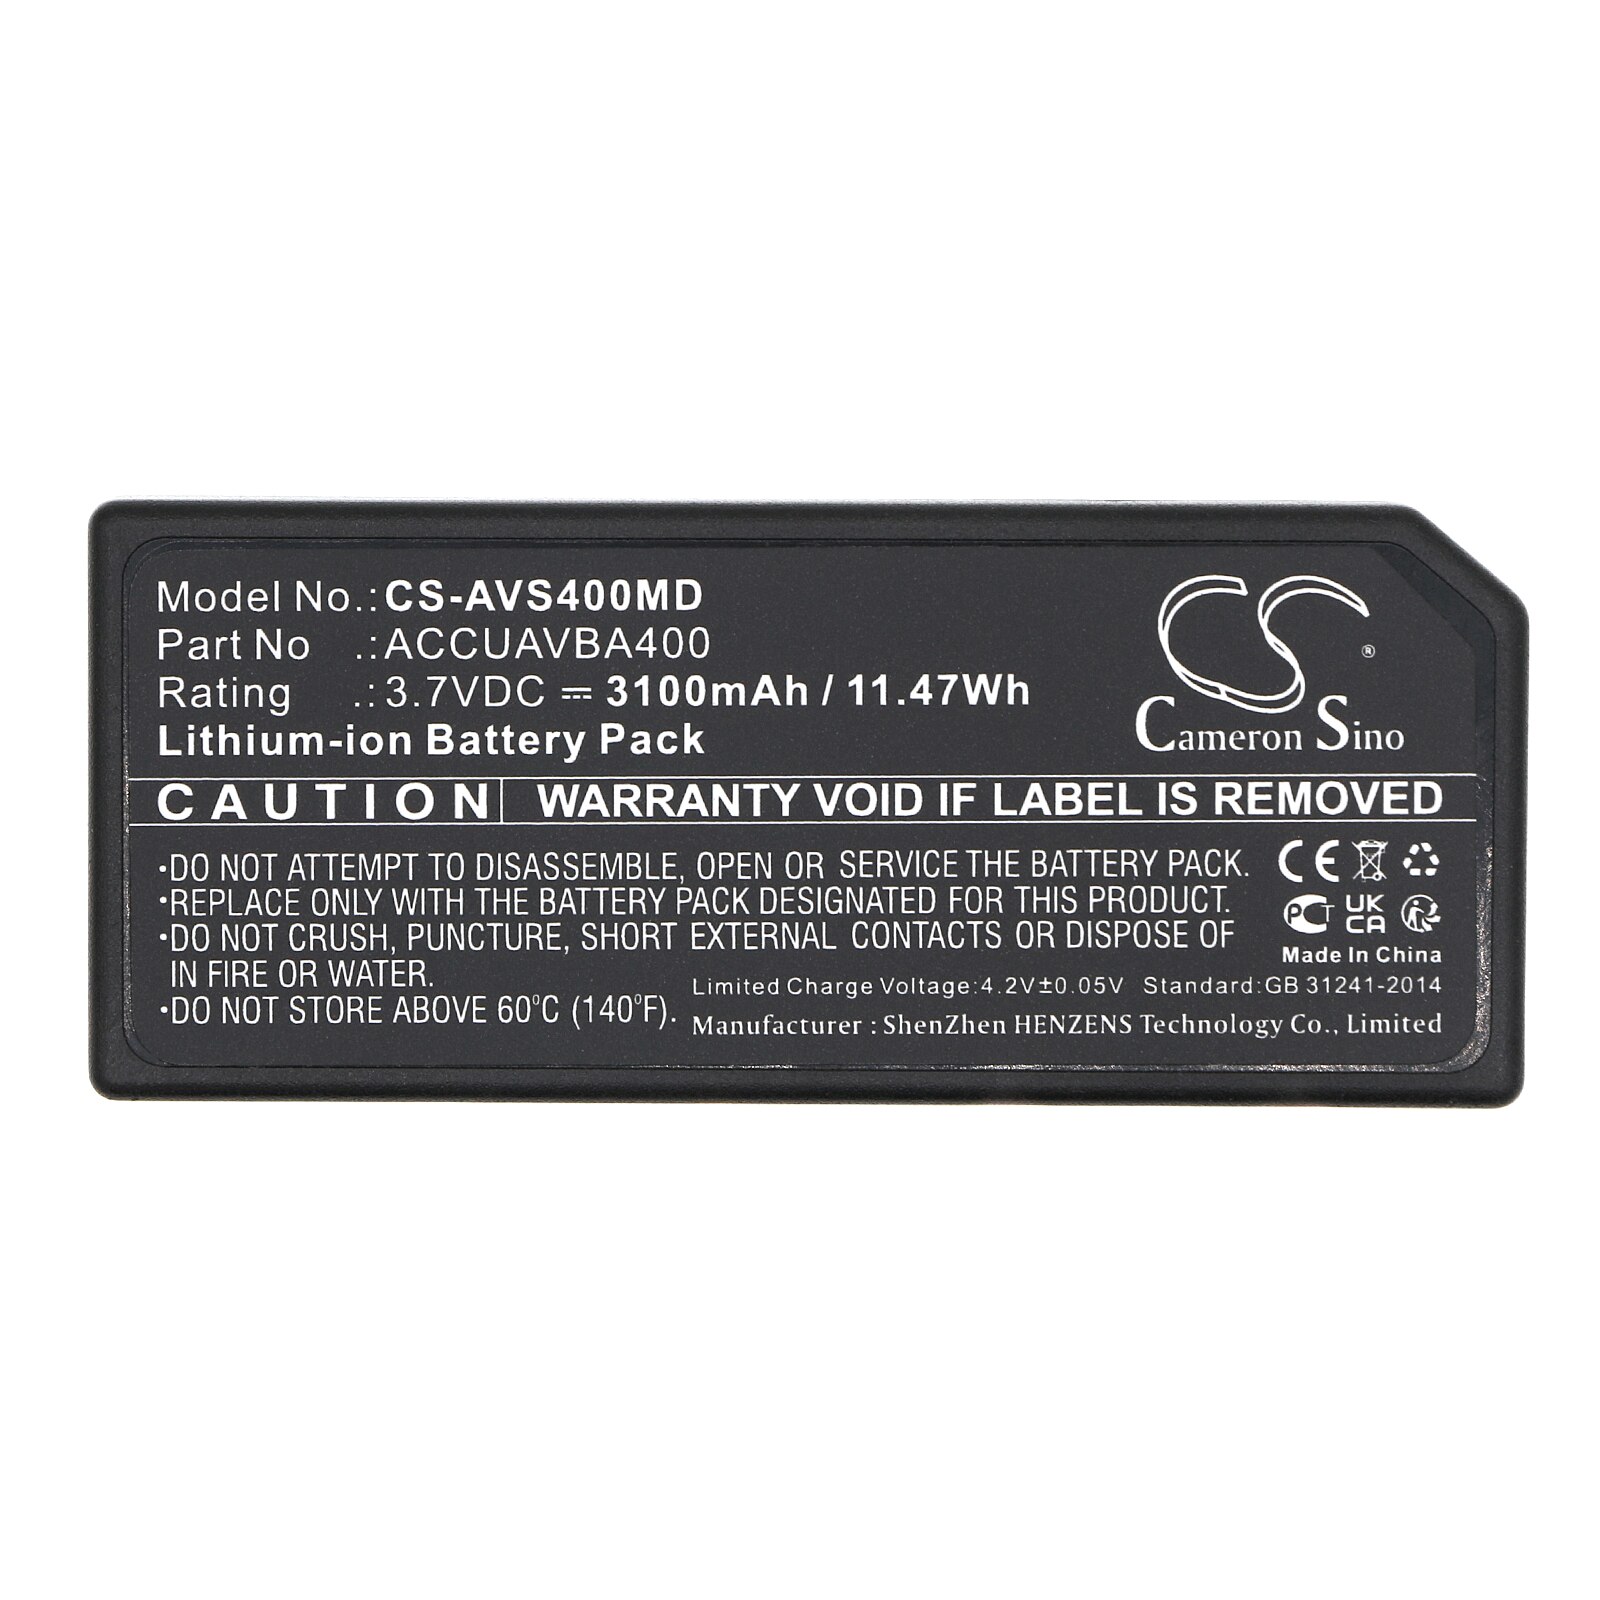 Model No.: CS-AVS400MD
Part No .: ACCUAVBA400
Rating .: 3.7VDC ⎓ 3100mAh / 11.47Wh
Lithium-ion Battery Pack
CS ®
Cameron Sino
CAUTION WARRANTY VOID IF LABEL IS REMOVED
·DO NOT ATTEMPT TO DISASSEMBLE, OPEN OR SERVICE THE BATTERY PACK.
·REPLACE ONLY WITH THE BATTERY PACK DESIGNATED FOR THIS PRODUCT.
·DO NOT CRUSH, PUNCTURE, SHORT EXTERNAL CONTACTS OR DISPOSE OF
IN FIRE OR WATER.
·DO NOT STORE ABOVE 60°C (140°F).
CE
PCT UK
CA
Made In China
Limited Charge Voltage:4.2V±0.05V Standard:GB 31241-2014
Manufacturer : ShenZhen HENZENS Technology Co., Limited